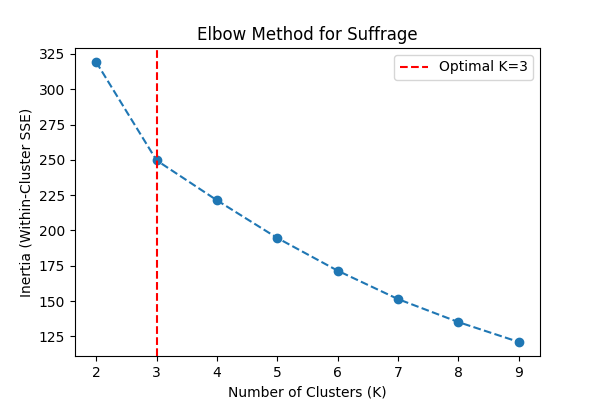 Elbow Method for Suffrage
Optimal K=3
Inertia (Within-Cluster SSE)
325
300
275
250
225
200
175
150
125
2 3 4 5 6 7 8 9
Number of Clusters (K)